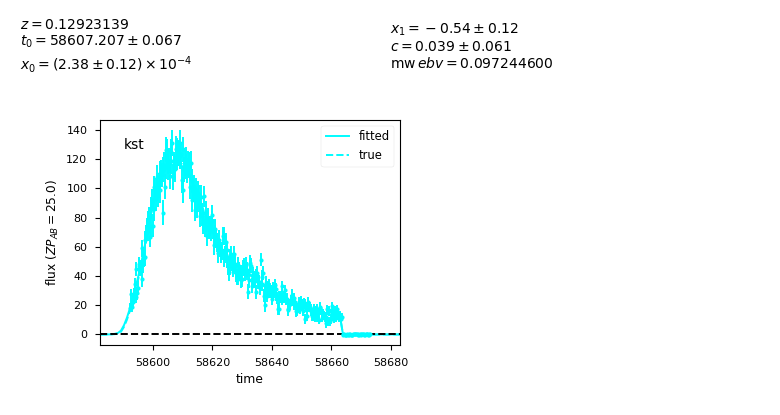 z = 0.12923139
t₀ = 58607.207 ± 0.067
x₀ = (2.38 ± 0.12) × 10⁻⁴
x₁ = −0.54 ± 0.12
c = 0.039 ± 0.061
mw ebv = 0.097244600
kst
fitted
true
140
120
100
80
60
40
20
0
flux (ZP_AB = 25.0)
58600 58620 58640 58660 58680
time